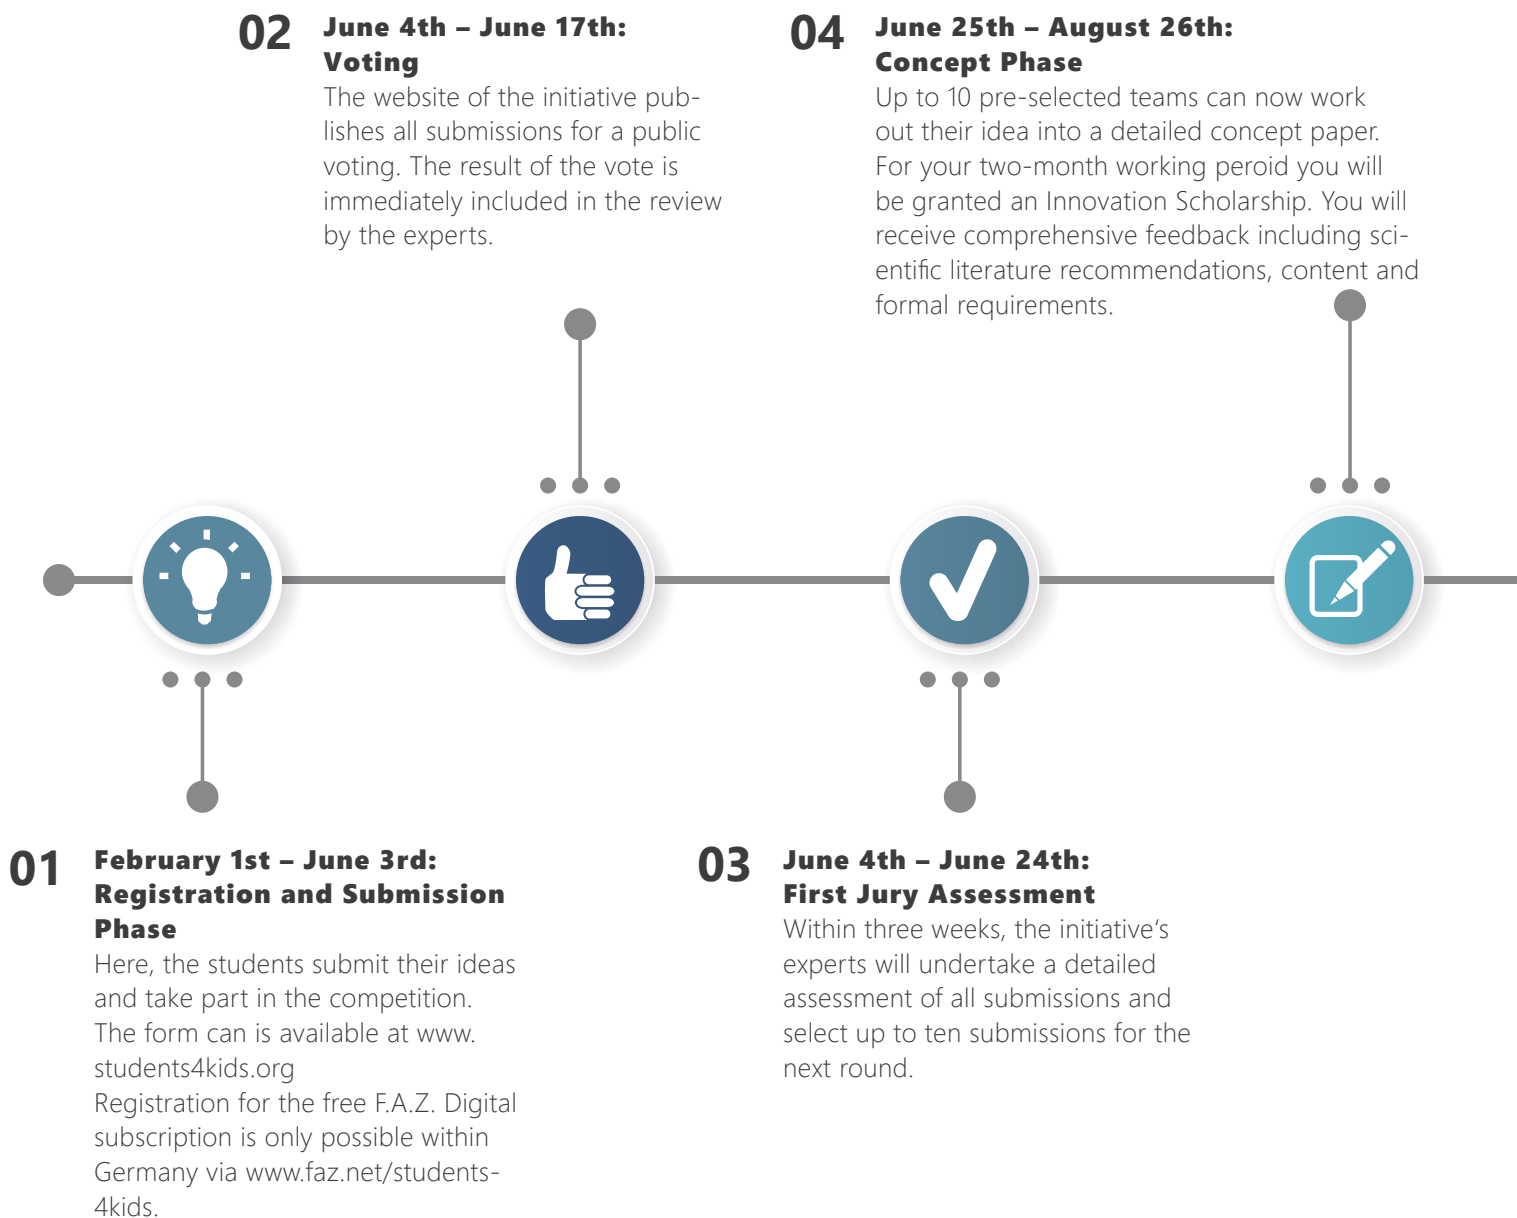 02
June 4th – June 17th:
Voting
The website of the initiative pub-
lishes all submissions for a public
voting. The result of the vote is
immediately included in the review
by the experts.
04
June 25th – August 26th:
Concept Phase
Up to 10 pre-selected teams can now work
out their idea into a detailed concept paper.
For your two-month working peroid you will
be granted an Innovation Scholarship. You will
receive comprehensive feedback including sci-
entific literature recommendations, content and
formal requirements.
01
February 1st – June 3rd:
Registration and Submission
Phase
Here, the students submit their ideas
and take part in the competition.
The form can is available at www.
students4kids.org
Registration for the free F.A.Z. Digital
subscription is only possible within
Germany via www.faz.net/students-
4kids.
03
June 4th – June 24th:
First Jury Assessment
Within three weeks, the initiative‘s
experts will undertake a detailed
assessment of all submissions and
select up to ten submissions for the
next round.